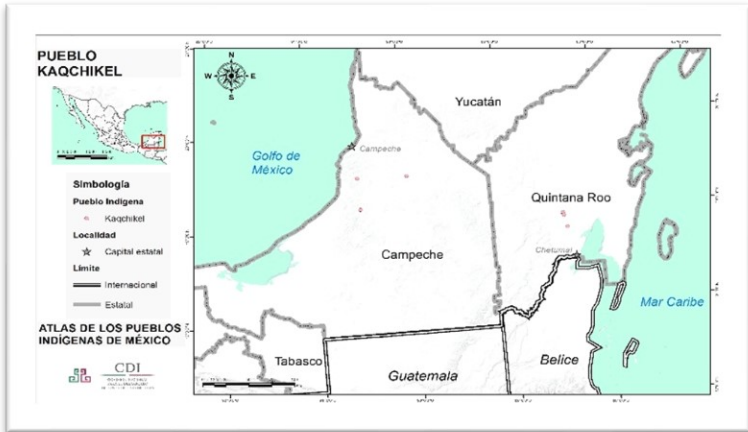 PUEBLO
KAQCHIKEL
Simbología
Pueblo Indígena
Kaqchikel
Localidad
Capital estatal
Límite
Internacional
Estatal
ATLAS DE LOS PUEBLOS
INDÍGENAS DE MÉXICO
CDI
N
W
E
S
Yucatán
Golfo de
México
Campeche
Quintana Roo
Campeche
Chetumal
Mar Caribe
Tabasco
Guatemala
Belice